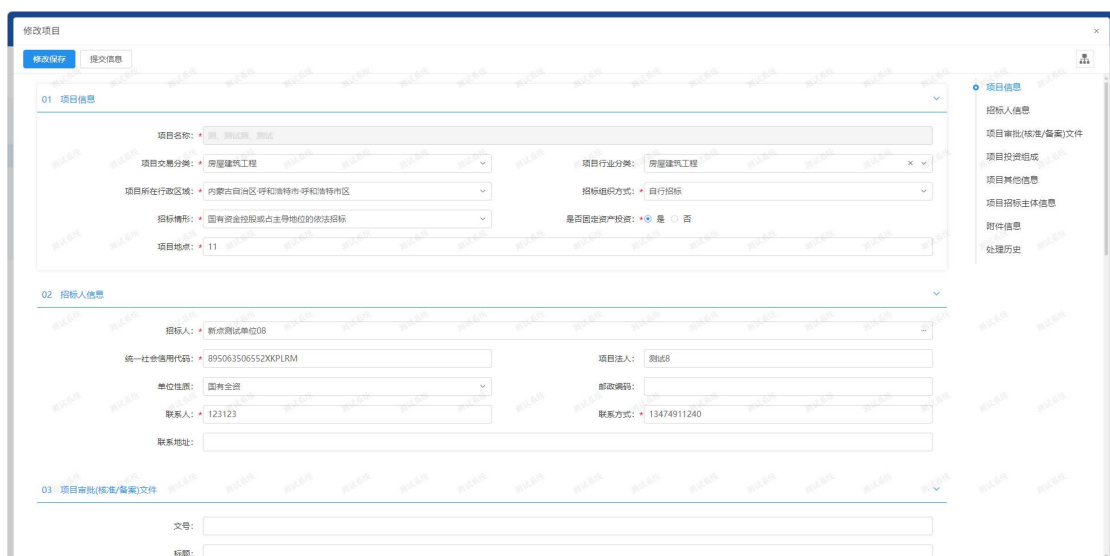 修改项目 ×
修改保存 提交信息
01 项目信息
项目名称: * 测、测试测、测试
项目交易分类: * 房屋建筑工程 项目行业分类: 房屋建筑工程 ×
项目所在行政区域: * 内蒙古自治区·呼和浩特市·呼和浩特市区 招标组织方式: * 自行招标
招标情形: * 国有资金控股或占主导地位的依法招标 是否固定资产投资: * 是 否
项目地点: * 11
02 招标人信息
招标人: * 新点测试单位08 ...
统一社会信用代码: * 895063506552XKPLRM 项目法人: 测试8
单位性质: 国有全资 邮政编码:
联系人: * 123123 联系方式: * 13474911240
联系地址:
03 项目审批(核准/备案)文件
文号:
标题:
项目信息
招标人信息
项目审批(核准/备案)文件
项目投资组成
项目其他信息
项目招标主体信息
附件信息
处理历史
测试系统